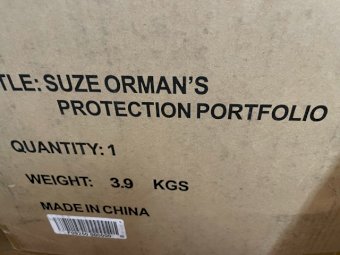 TLE: SUZE ORMAN'S
PROTECTION PORTFOLIO
QUANTITY: 1
WEIGHT: 3.9 KGS
MADE IN CHINA